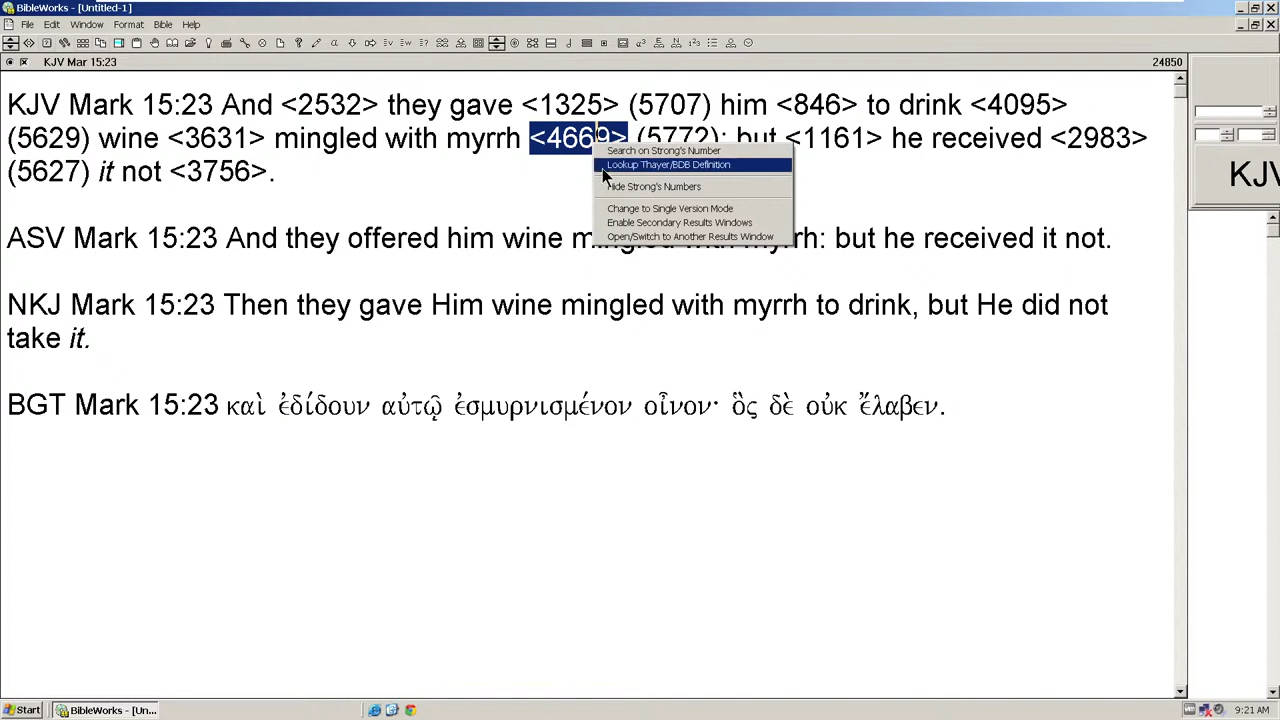 BibleWorks - [Untitled-1]
File Edit Window Format Bible Help
KJV Mar 15:23 24850
KJV Mark 15:23 And <2532> they gave <1325> (5707) him <846> to drink <4095>
(5629) wine <3631> mingled with myrrh <4669> (5772): but <1161> he received <2983>
(5627) it not <3756>.
Search on Strong's Number
Lookup Thayer/BDB Definition
Hide Strong's Numbers
Change to Single Version Mode
Enable Secondary Results Windows
Open/Switch to Another Results Window
KJV
ASV Mark 15:23 And they offered him wine mingled with myrrh: but he received it not.
NKJ Mark 15:23 Then they gave Him wine mingled with myrrh to drink, but He did not
take it.
BGT Mark 15:23 καὶ ἐδίδουν αὐτῷ ἐσμυρνισμένον οἶνον· ὃς δὲ οὐκ ἔλαβεν.
Start BibleWorks - [Un... 9:21 AM